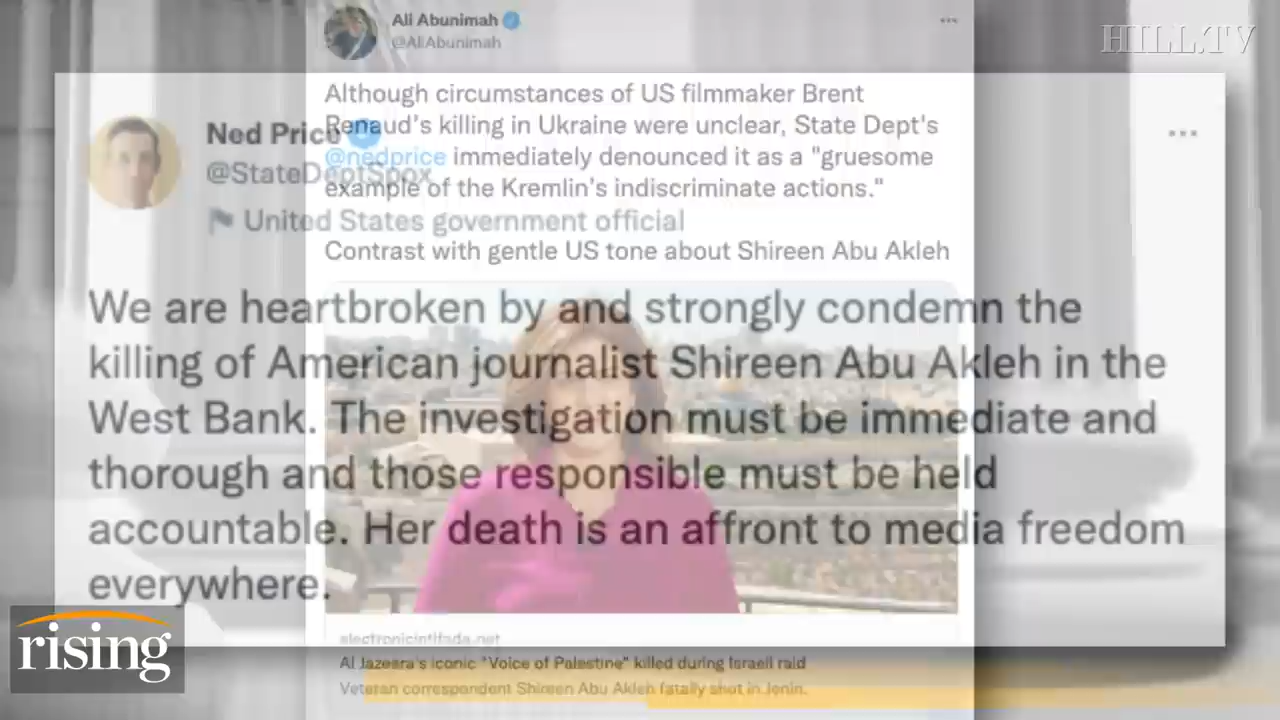 Ali Abunimah
@AliAbunimah
HILL.TV
Although circumstances of US filmmaker Brent
Renaud's killing in Ukraine were unclear, State Dept's
@nedprice immediately denounced it as a "gruesome
example of the Kremlin's indiscriminate actions."
Contrast with gentle US tone about Shireen Abu Akleh
Ned Price
@StateDeptSpox
United States government official
We are heartbroken by and strongly condemn the
killing of American journalist Shireen Abu Akleh in the
West Bank. The investigation must be immediate and
thorough and those responsible must be held
accountable. Her death is an affront to media freedom
everywhere.
electronicintifada.net
Al Jazeera's iconic "Voice of Palestine" killed during Israeli raid
Veteran correspondent Shireen Abu Akleh fatally shot in Jenin.
rising